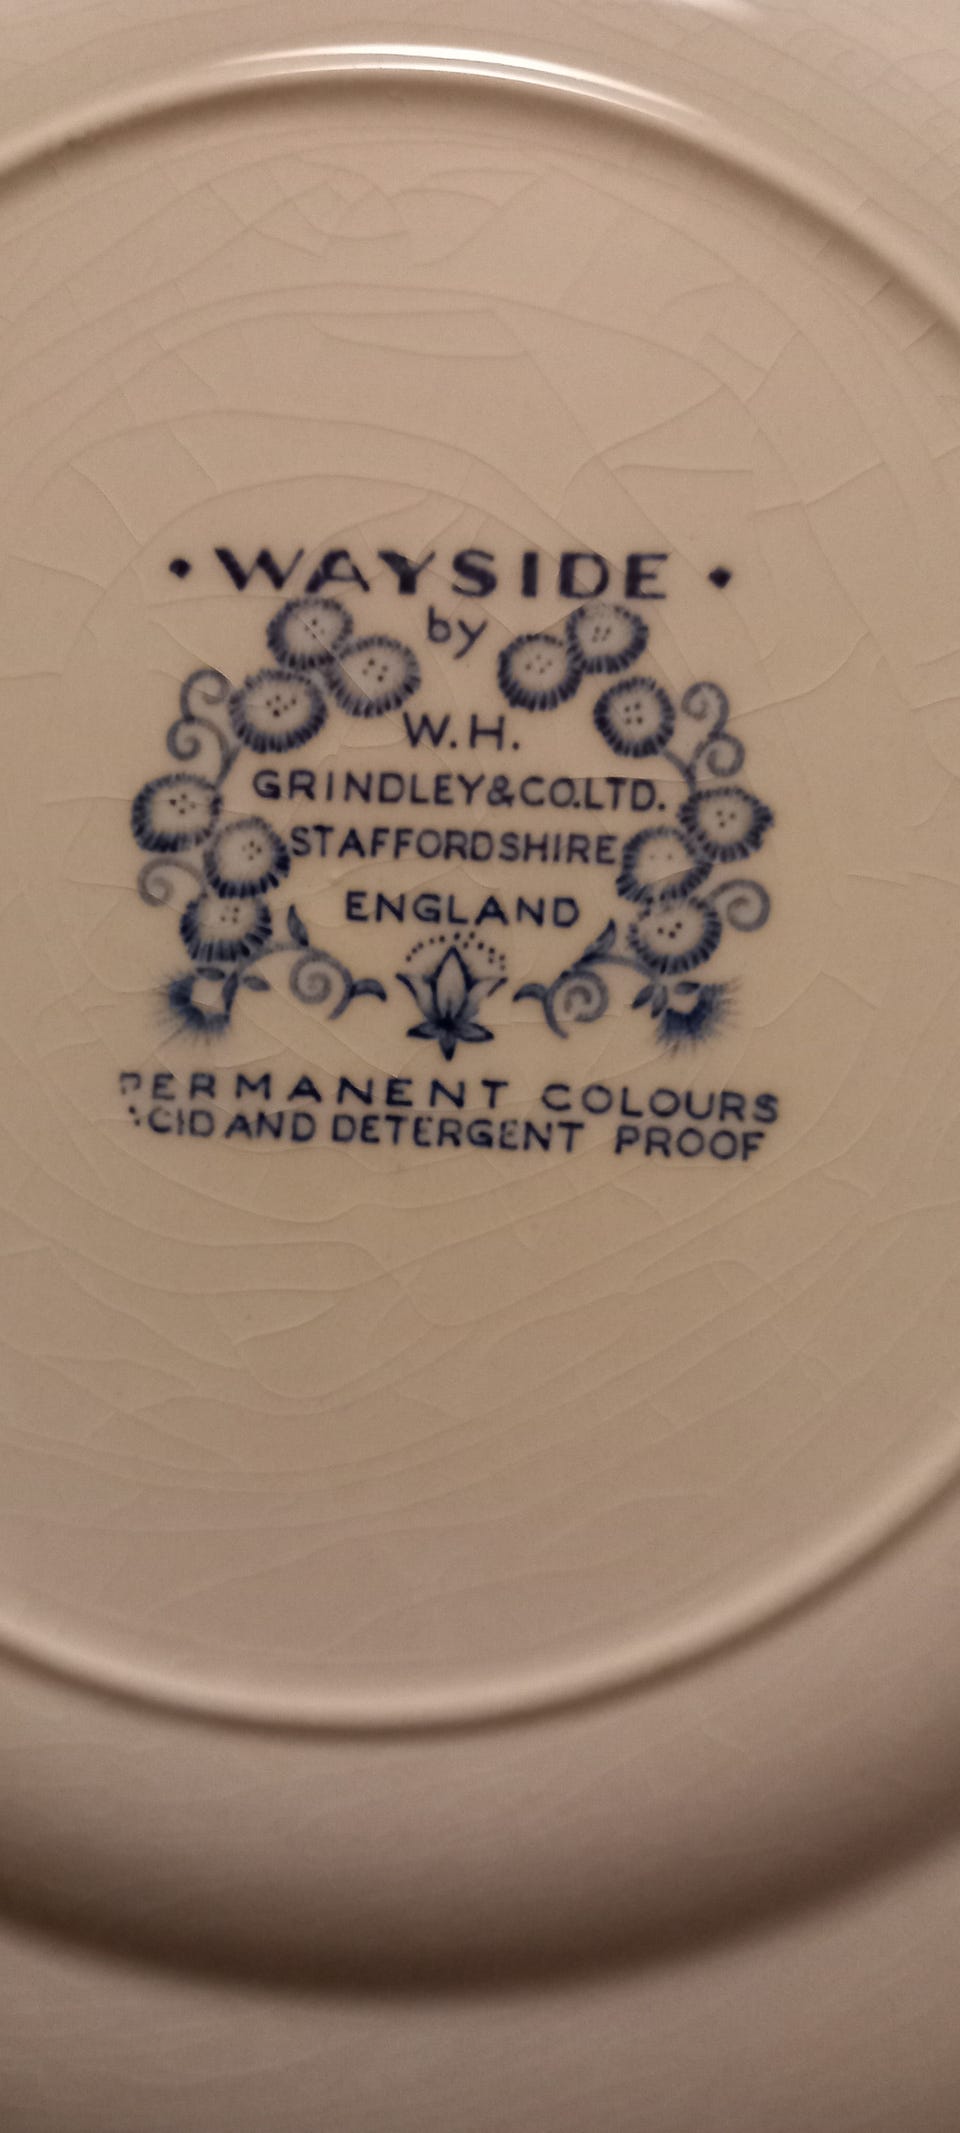 • WAYSIDE •
by
W.H.
GRINDLEY&CO.LTD.
STAFFORDSHIRE
ENGLAND
PERMANENT COLOURS
ACID AND DETERGENT PROOF